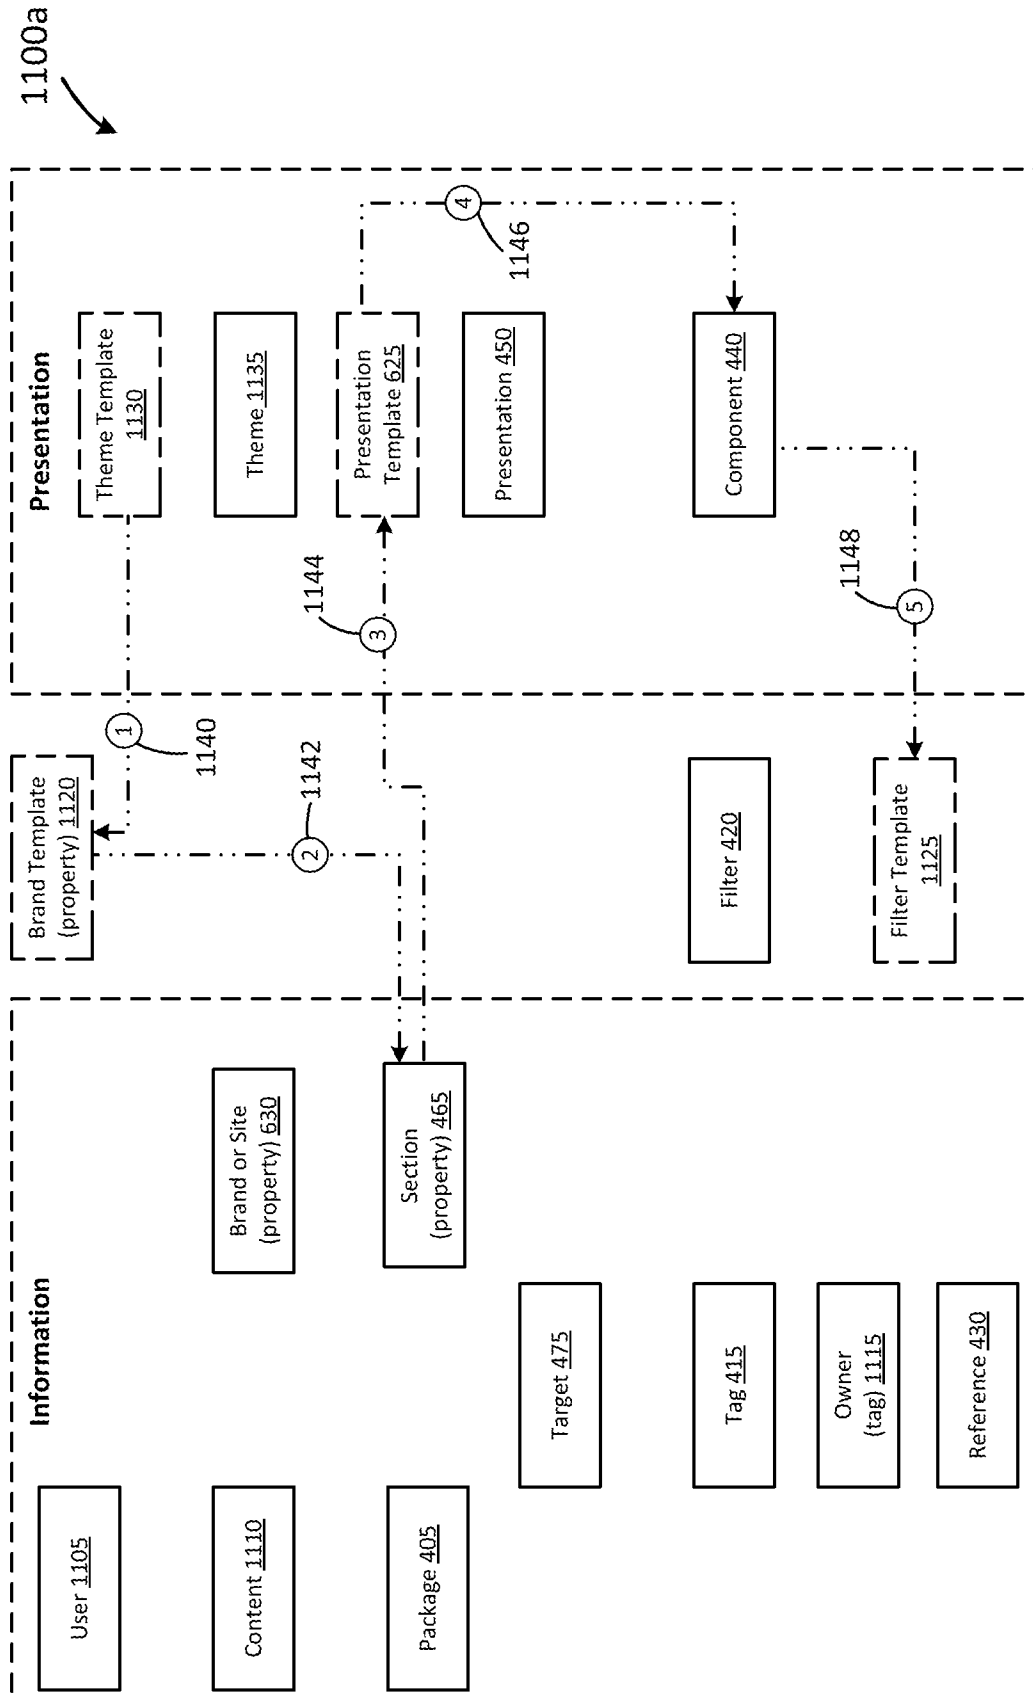 1100a
Information
Presentation
User 1105
Content 1110
Package 405
Target 475
Tag 415
Owner
(tag) 1115
Reference 430
Brand or Site
(property) 630
Section
(property) 465
Brand Template
(property) 1120
Filter 420
Filter Template
1125
1
1140
2
1142
3
1144
Theme Template
1130
Theme 1135
Presentation
Template 625
Presentation 450
Component 440
4
1146
5
1148